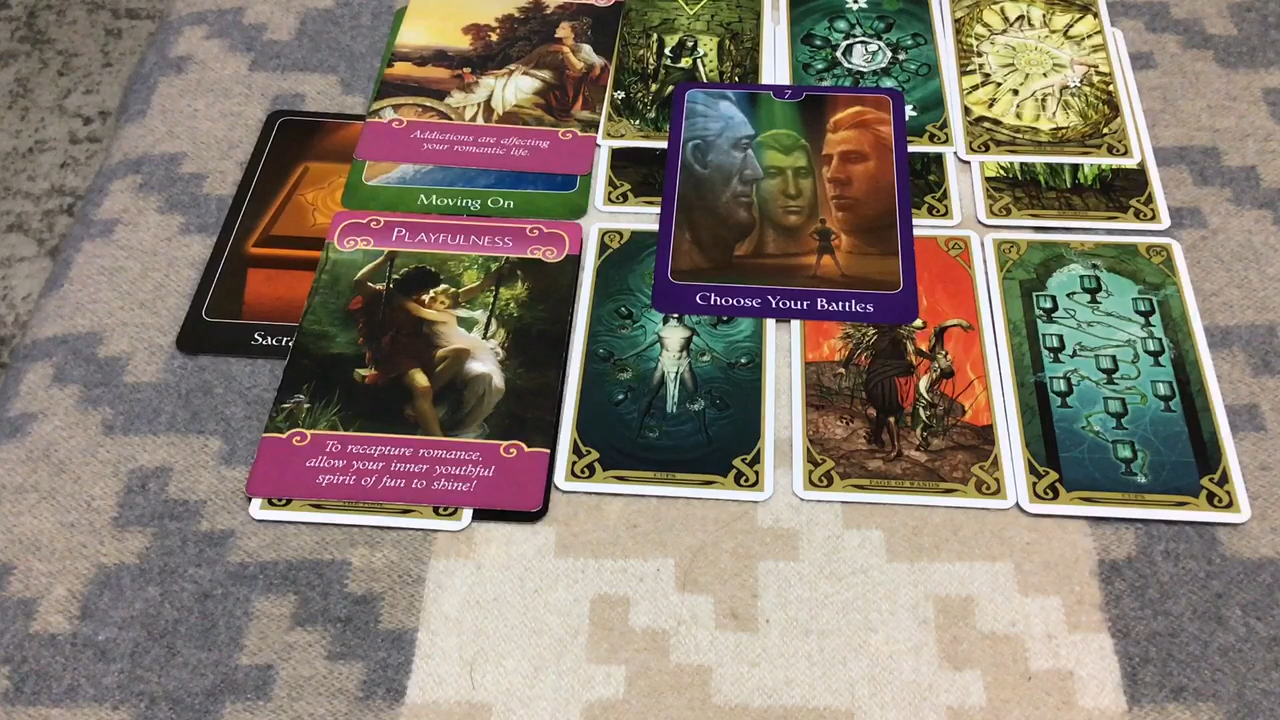 Addictions are affecting
your romantic life.
Moving On
7
Choose Your Battles
Sacra
PLAYFULNESS
To recapture romance,
allow your inner youthful
spirit of fun to shine!
CUPS
PAGE OF WANDS
CUPS